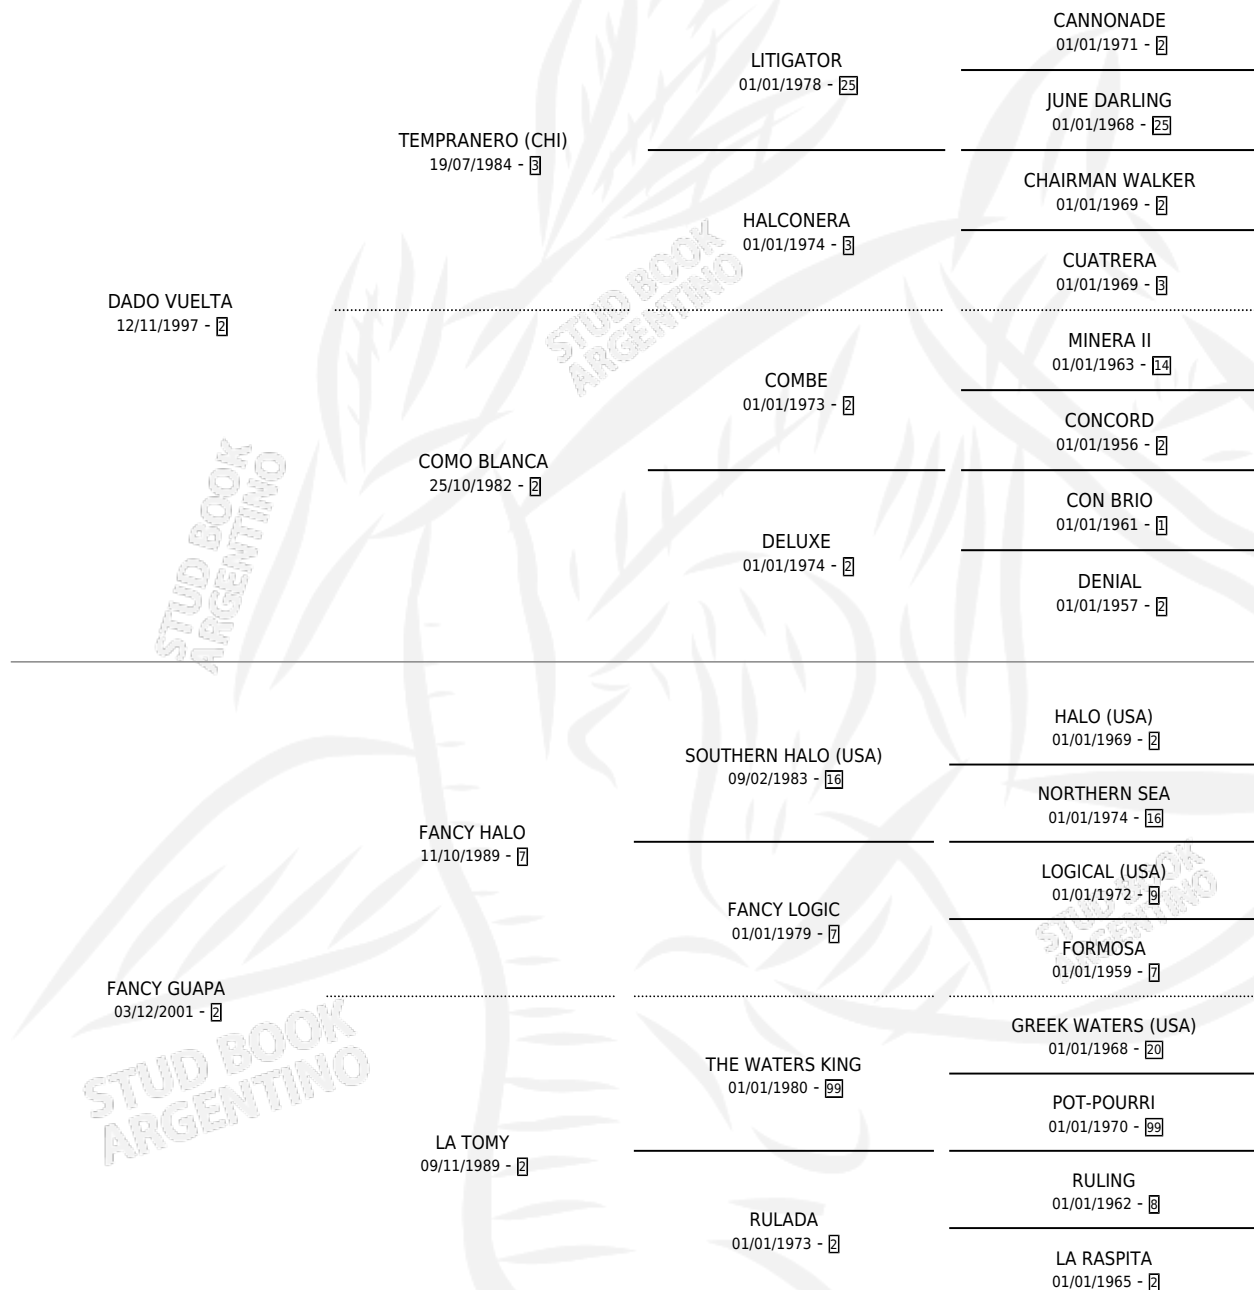 CANNONADE
01/01/1971 - 2
LITIGATOR
01/01/1978 - 25
JUNE DARLING
01/01/1968 - 25
TEMPRANERO (CHI)
19/07/1984 - 3
CHAIRMAN WALKER
01/01/1969 - 2
HALCONERA
01/01/1974 - 3
CUATRERA
01/01/1969 - 3
DADO VUELTA
12/11/1997 - 2
MINERA II
01/01/1963 - 14
COMBE
01/01/1973 - 2
CONCORD
01/01/1956 - 2
COMO BLANCA
25/10/1982 - 2
CON BRIO
01/01/1961 - 1
DELUXE
01/01/1974 - 2
DENIAL
01/01/1957 - 2
HALO (USA)
01/01/1969 - 2
SOUTHERN HALO (USA)
09/02/1983 - 16
NORTHERN SEA
01/01/1974 - 16
FANCY HALO
11/10/1989 - 7
LOGICAL (USA)
01/01/1972 - 9
FANCY LOGIC
01/01/1979 - 7
FORMOSA
01/01/1959 - 7
FANCY GUAPA
03/12/2001 - 2
GREEK WATERS (USA)
01/01/1968 - 20
THE WATERS KING
01/01/1980 - 99
POT-POURRI
01/01/1970 - 99
LA TOMY
09/11/1989 - 2
RULING
01/01/1962 - 8
RULADA
01/01/1973 - 2
LA RASPITA
01/01/1965 - 2
STUD BOOK
ARGENTINO
STUD BOOK
ARGENTINO
STUD BOOK
ARGENTINO
STUD BOOK
ARGENTINO